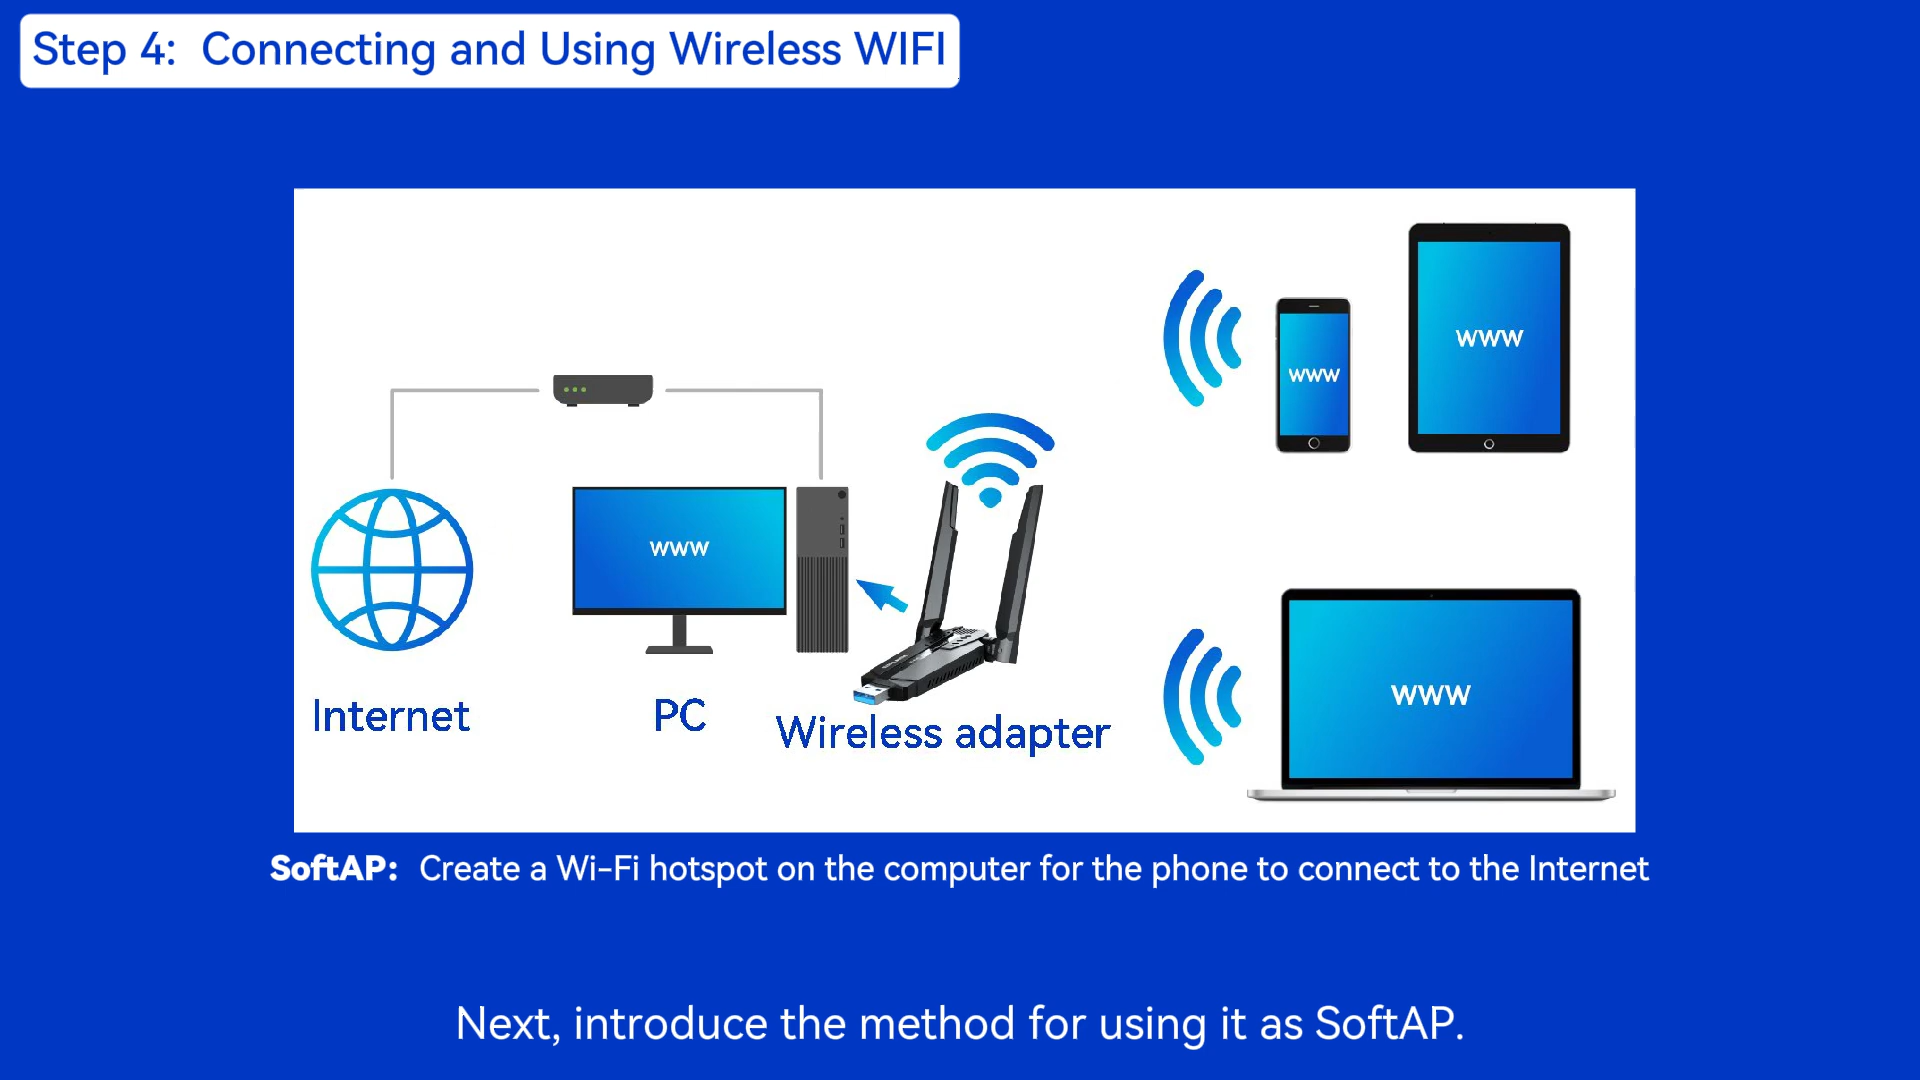 Step 4: Connecting and Using Wireless WIFI
WWW
WWW
WWW
WWW
Internet
PC
Wireless adapter
SoftAP: Create a Wi-Fi hotspot on the computer for the phone to connect to the Internet
Next, introduce the method for using it as SoftAP.